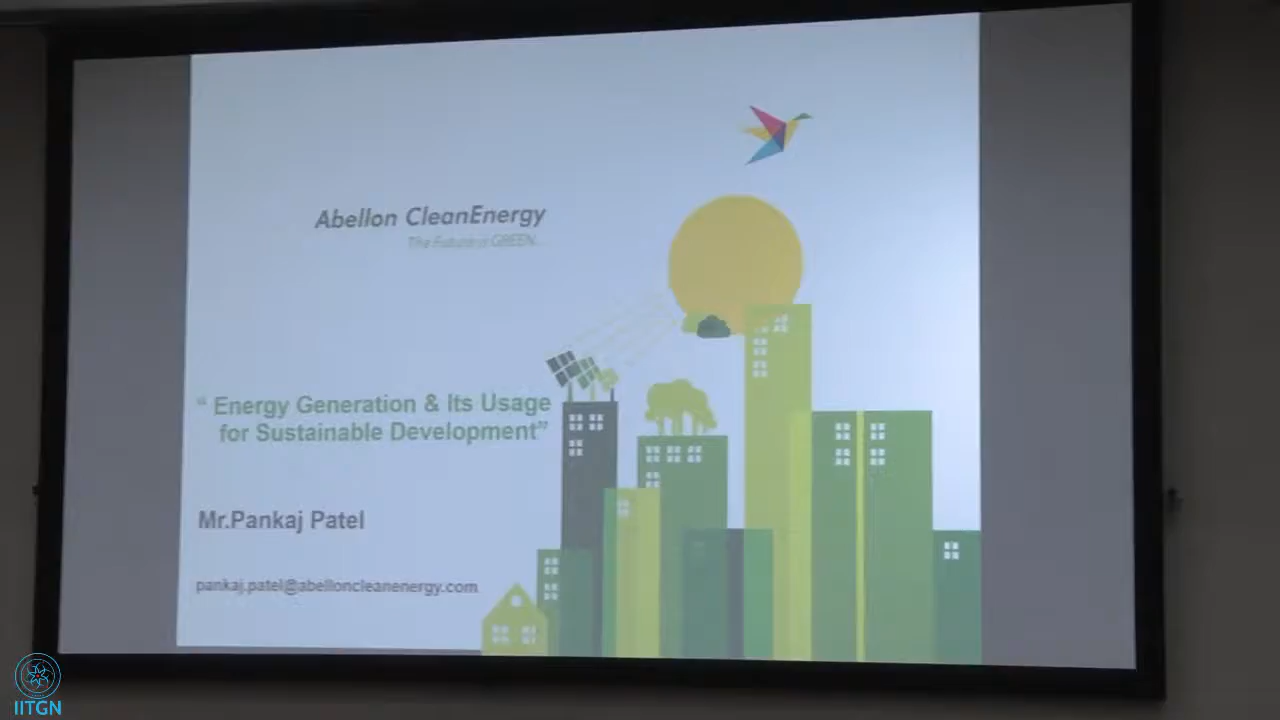 Abellon CleanEnergy
The Future is GREEN...
“ Energy Generation & Its Usage
for Sustainable Development”
Mr.Pankaj Patel
pankaj.patel@abelloncleanenergy.com
IITGN